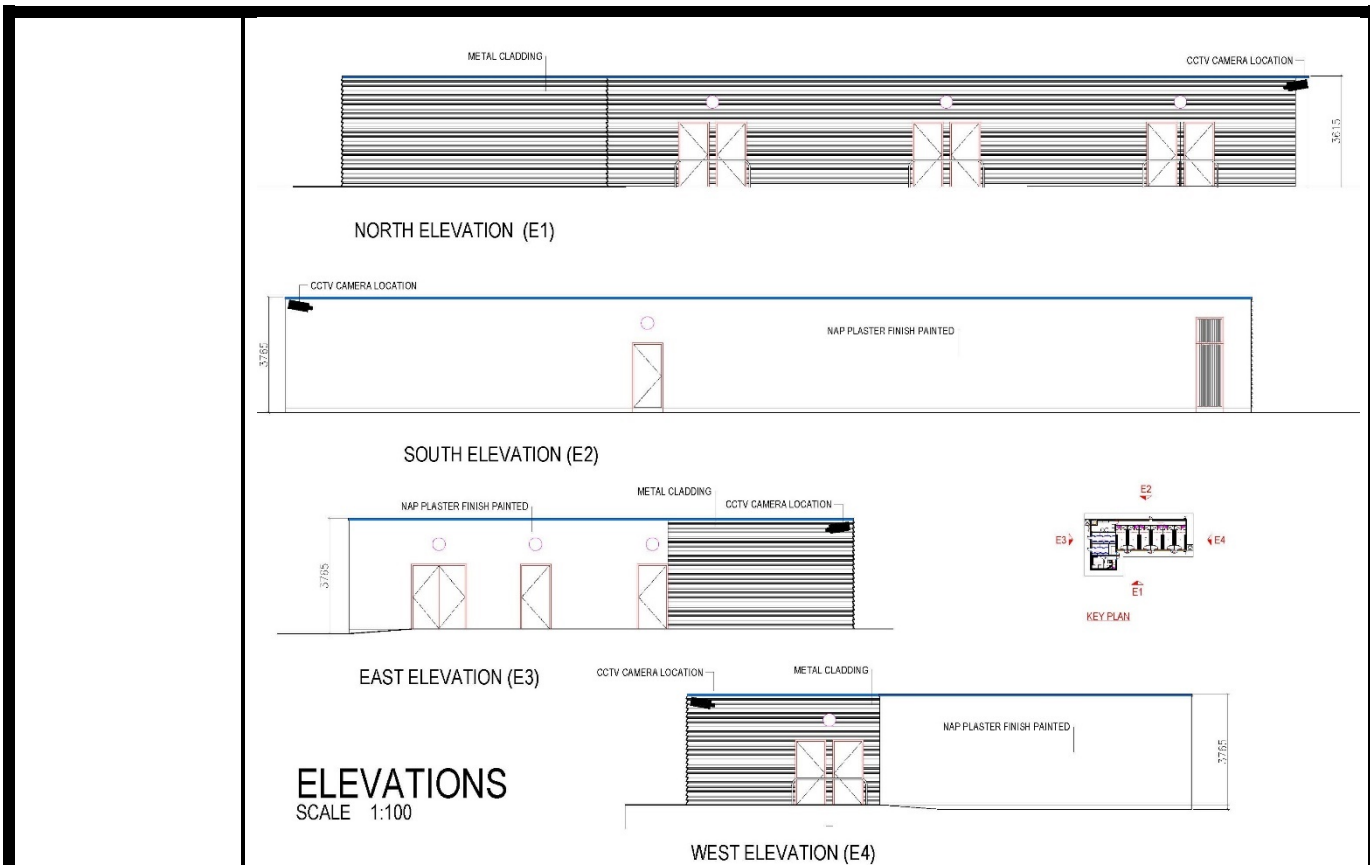 METAL CLADDING
CCTV CAMERA LOCATION
3615
NORTH ELEVATION (E1)
CCTV CAMERA LOCATION
NAP PLASTER FINISH PAINTED
3765
SOUTH ELEVATION (E2)
METAL CLADDING
NAP PLASTER FINISH PAINTED
CCTV CAMERA LOCATION
3765
EAST ELEVATION (E3)
E2
E3
E4
E1
KEY PLAN
CCTV CAMERA LOCATION
METAL CLADDING
NAP PLASTER FINISH PAINTED
3765
ELEVATIONS
SCALE 1:100
WEST ELEVATION (E4)